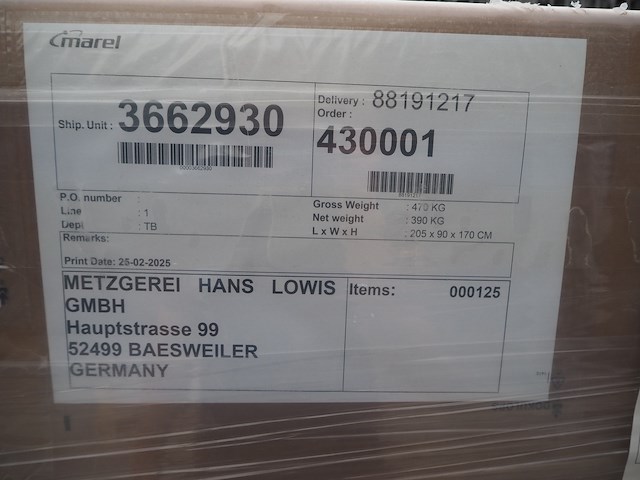 marel
Ship. Unit : 3662930
Delivery : 88191217
Order :
430001
P.O. number :
Line : 1
Dept : TB
Gross Weight : 475 KG
Net weight : 390 KG
L x W x H : 205 x 90 x 170 CM
Remarks:
Print Date: 25-02-2025
METZGEREI HANS LOWIS
GMBH
Hauptstrasse 99
52499 BAESWEILER
GERMANY
Items: 000125